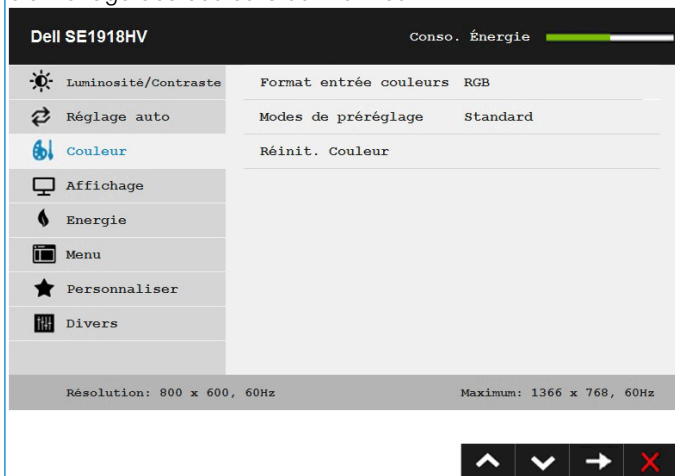 Dell SE1918HV
Conso. Énergie
Luminosité/Contraste
Format entrée couleurs RGB
Réglage auto
Modes de préréglage Standard
Couleur
Réinit. Couleur
Affichage
Energie
Menu
Personnaliser
Divers
Résolution: 800 x 600, 60Hz
Maximum: 1366 x 768, 60Hz